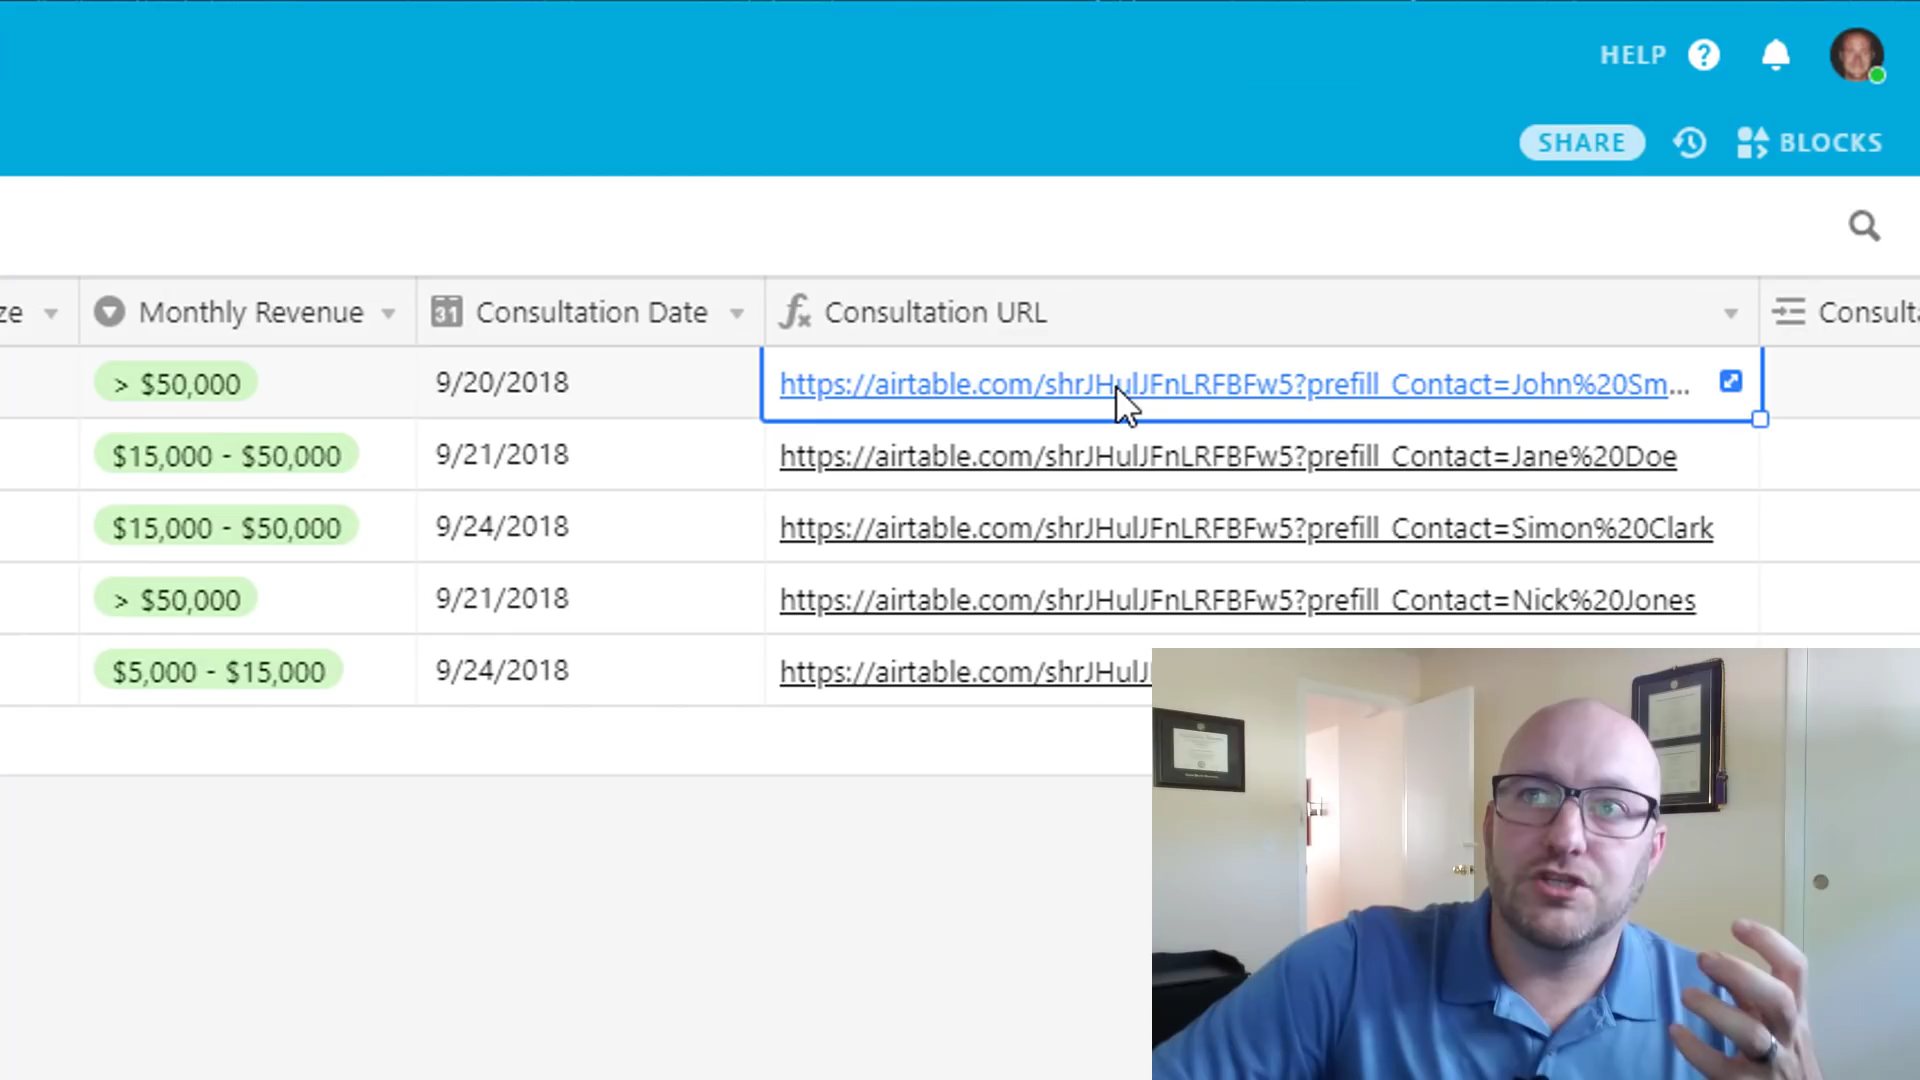 HELP ?
SHARE BLOCKS
ze Monthly Revenue 31 Consultation Date fx Consultation URL Consulta
> $50,000 9/20/2018 https://airtable.com/shrJHulJFnLRFBFw5?prefill_Contact=John%20Sm...
$15,000 - $50,000 9/21/2018 https://airtable.com/shrJHulJFnLRFBFw5?prefill_Contact=Jane%20Doe
$15,000 - $50,000 9/24/2018 https://airtable.com/shrJHulJFnLRFBFw5?prefill_Contact=Simon%20Clark
> $50,000 9/21/2018 https://airtable.com/shrJHulJFnLRFBFw5?prefill_Contact=Nick%20Jones
$5,000 - $15,000 9/24/2018 https://airtable.com/shrJHulJ